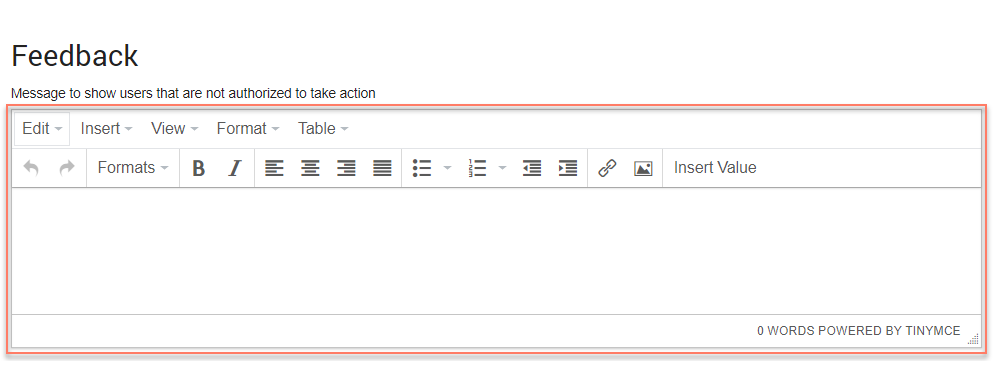 Feedback
Message to show users that are not authorized to take action
Edit Insert View Format Table
Formats B I Insert Value
0 WORDS POWERED BY TINYMCE